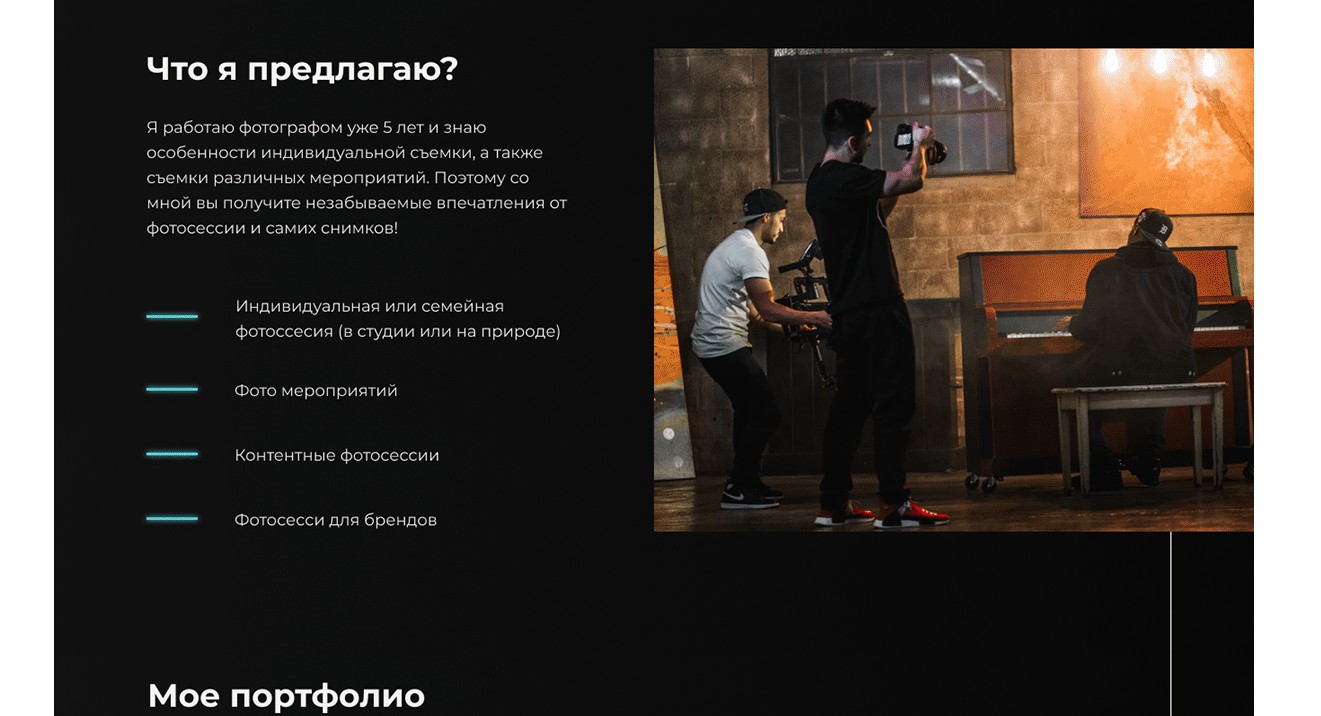 Что я предлагаю?
Я работаю фотографом уже 5 лет и знаю
особенности индивидуальной съемки, а также
съемки различных мероприятий. Поэтому со
мной вы получите незабываемые впечатления от
фотосессии и самих снимков!
Индивидуальная или семейная
фотоссесия (в студии или на природе)
Фото мероприятий
Контентные фотосессии
Фотосесси для брендов
Мое портфолио